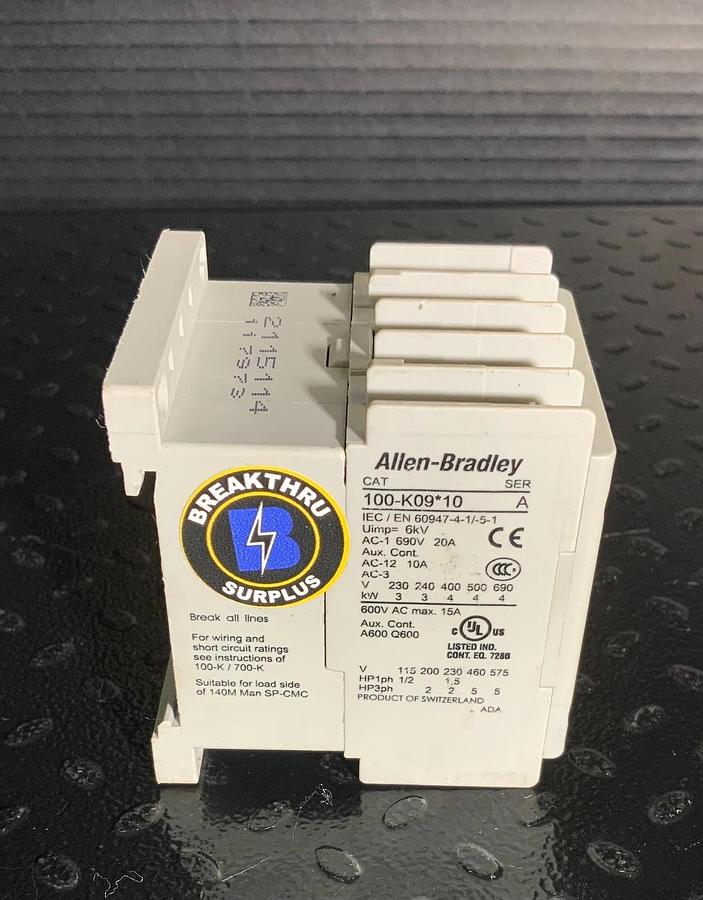 BREAKTHRU
B
SURPLUS
Break all lines
For wiring and
short circuit ratings
see instructions of
100-K / 700-K
Suitable for load side
of 140M Man SP-CMC
Allen-Bradley
CAT SER
100-K09*10 A
IEC / EN 60947-4-1/-5-1
Uimp= 6kV
AC-1 690V 20A
CE
Aux. Cont.
AC-12 10A
CCC
AC-3
V 230 240 400 500 690
kW 3 3 4 4 4
600V AC max. 15A
Aux. Cont.
A600 Q600
c UL us
LISTED IND.
CONT. EQ. 728B
V 115 200 230 460 575
HP1ph 1/2 1,5
HP3ph 2 2 5 5
PRODUCT OF SWITZERLAND
ADA